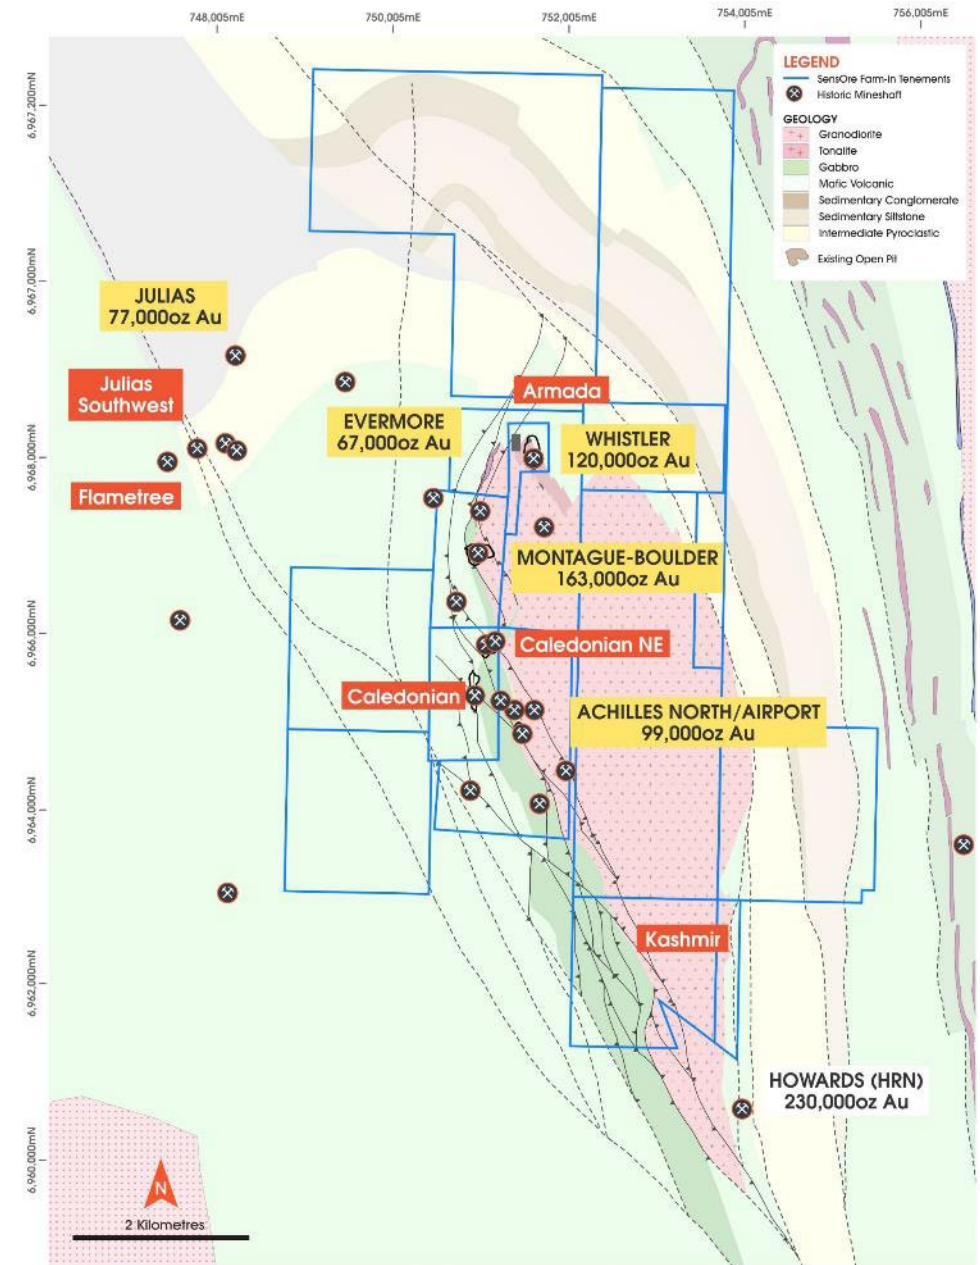 748,005mE
750,005mE
752,005mE
754,005mE
756,005mE
6,967,200mN
6,967,000mN
6,968,000mN
6,966,000mN
6,964,000mN
6,962,000mN
6,960,000mN
LEGEND
SensOre Farm-in Tenements
Historic Mineshaft
GEOLOGY
Granodiorite
Tonalite
Gabbro
Mafic Volcanic
Sedimentary Conglomerate
Sedimentary Siltstone
Intermediate Pyroclastic
Existing Open Pit
JULIAS
77,000oz Au
Julias
Southwest
Flametree
Armada
EVERMORE
67,000oz Au
WHISTLER
120,000oz Au
MONTAGUE-BOULDER
163,000oz Au
Caledonian NE
Caledonian
ACHILLES NORTH/AIRPORT
99,000oz Au
Kashmir
HOWARDS (HRN)
230,000oz Au
N
2 Kilometres